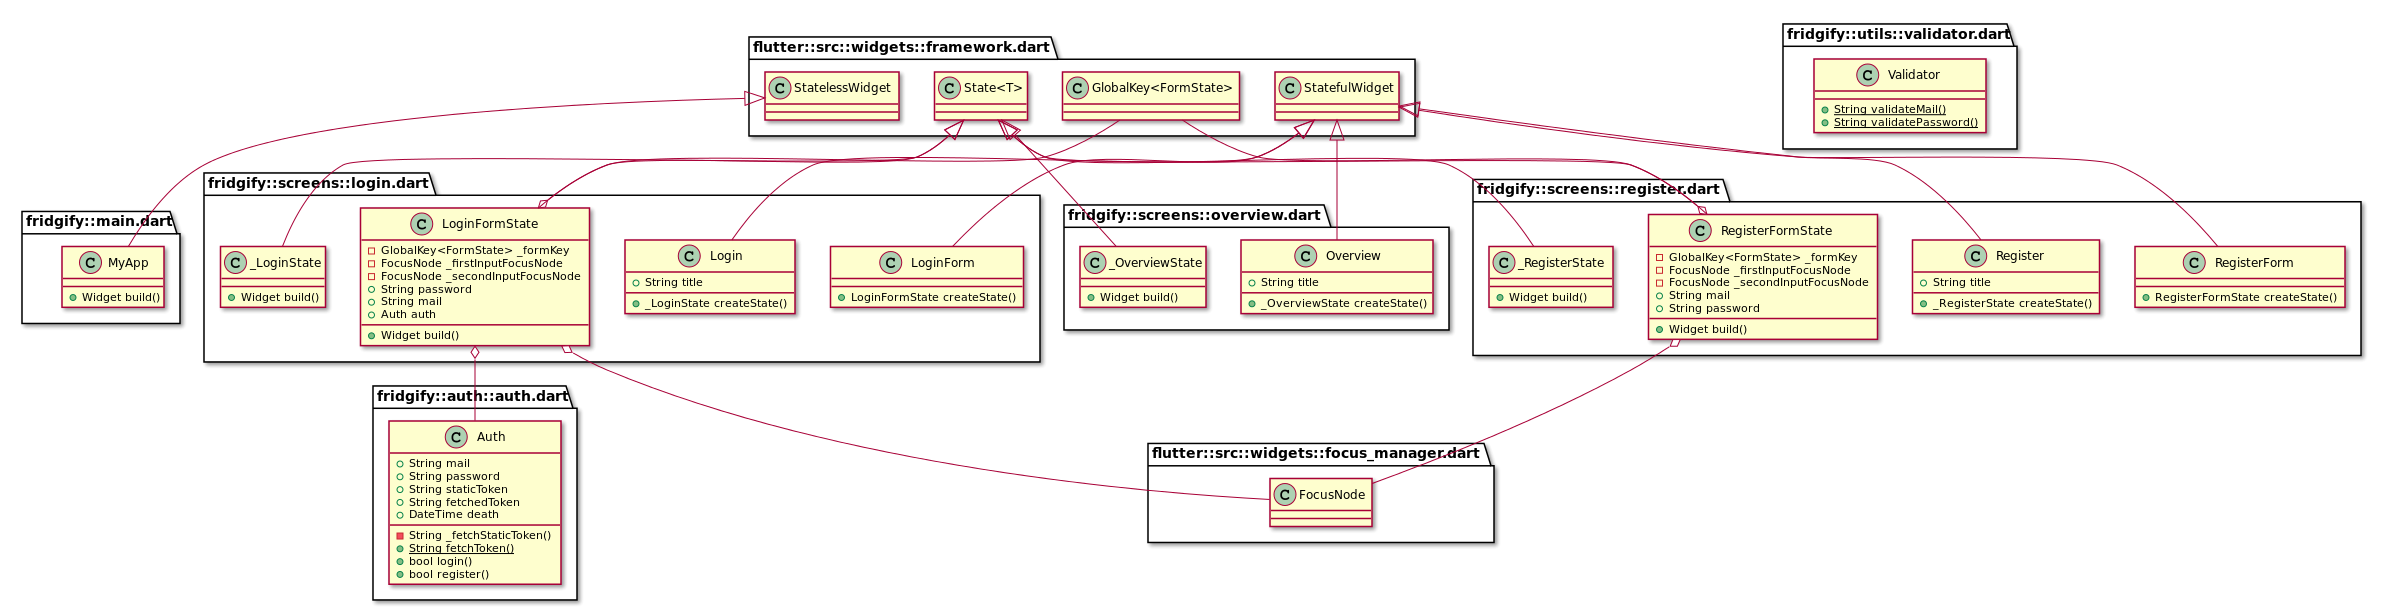 flutter::src::widgets::framework.dart
C StatelessWidget
C State<T>
C GlobalKey<FormState>
C StatefulWidget
fridgify::utils::validator.dart
C Validator
String validateMail()
String validatePassword()
fridgify::main.dart
C MyApp
Widget build()
fridgify::screens::login.dart
C _LoginState
Widget build()
C LoginFormState
GlobalKey<FormState> _formKey
FocusNode _firstInputFocusNode
FocusNode _secondInputFocusNode
String password
String mail
Auth auth
Widget build()
C Login
String title
_LoginState createState()
C LoginForm
LoginFormState createState()
fridgify::screens::overview.dart
C _OverviewState
Widget build()
C Overview
String title
_OverviewState createState()
fridgify::screens::register.dart
C _RegisterState
Widget build()
C RegisterFormState
GlobalKey<FormState> _formKey
FocusNode _firstInputFocusNode
FocusNode _secondInputFocusNode
String mail
String password
Widget build()
C Register
String title
_RegisterState createState()
C RegisterForm
RegisterFormState createState()
fridgify::auth::auth.dart
C Auth
String mail
String password
String staticToken
String fetchedToken
DateTime death
String _fetchStaticToken()
String fetchToken()
bool login()
bool register()
flutter::src::widgets::focus_manager.dart
C FocusNode